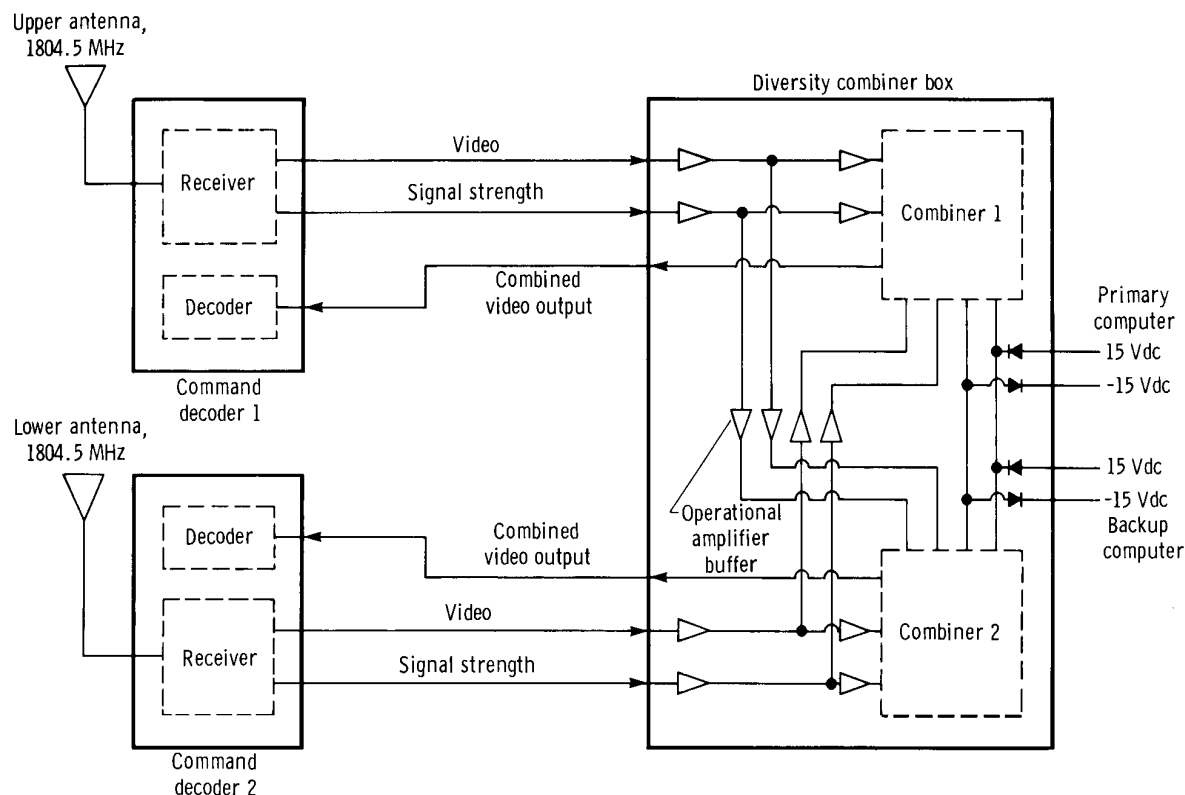 Upper antenna,
1804.5 MHz
Diversity combiner box
Video
Receiver
Signal strength
Combiner 1
Combined
video output
Decoder
Primary
computer
15 Vdc
-15 Vdc
Command
decoder 1
Lower antenna,
1804.5 MHz
15 Vdc
-15 Vdc
Backup
computer
Operational
amplifier
buffer
Decoder
Combined
video output
Video
Combiner 2
Receiver
Signal strength
Command
decoder 2